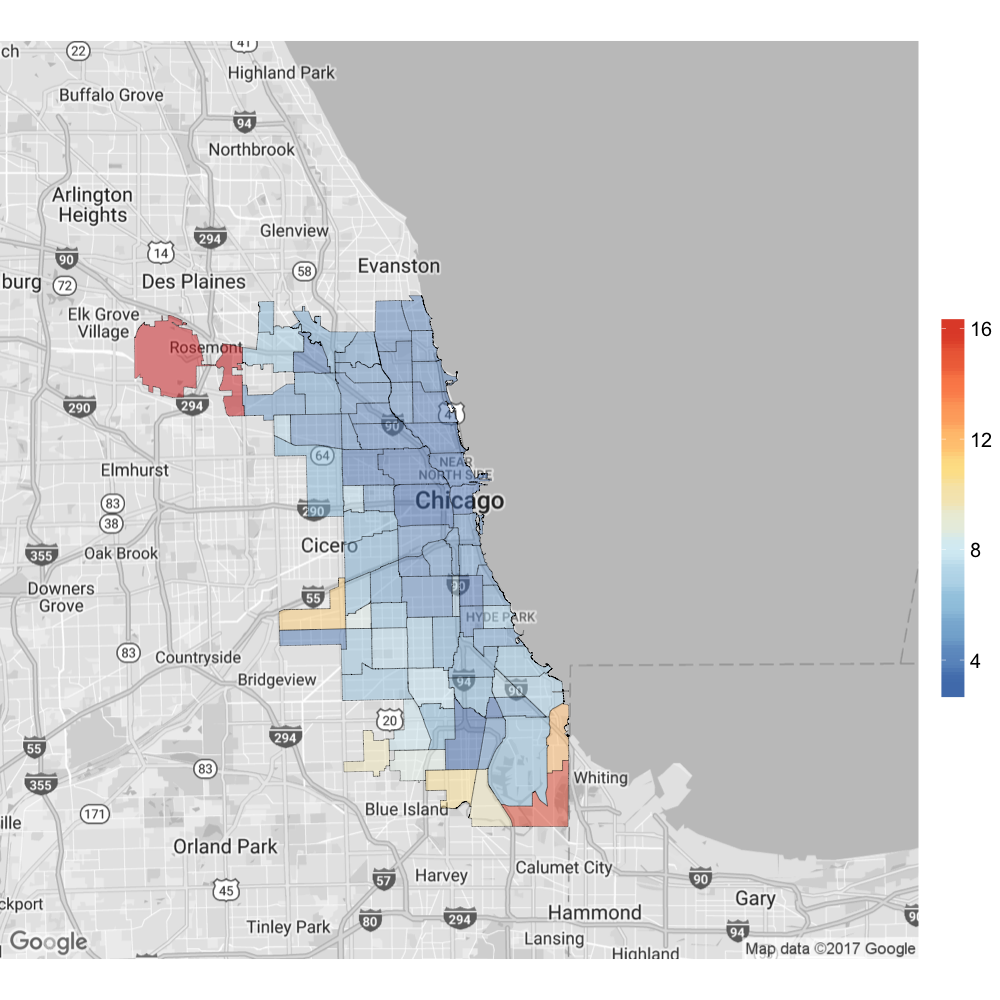 ch
22
41
Highland Park
Buffalo Grove
94
Northbrook
Arlington
Heights
294
Glenview
14
90
Evanston
58
burg
72
Des Plaines
Elk Grove
Village
Rosemont
16
290
294
4
90
12
64
NEAR
NORTH SIDE
Elmhurst
83
290
Chicago
38
Cicero
355
Oak Brook
8
Downers
Grove
55
90
HYDE PARK
83
Countryside
4
Bridgeview
94
90
20
294
55
83
355
Whiting
171
Blue Island
ille
Orland Park
Calumet City
57
Harvey
90
45
Gary
ckport
80
294
Hammond
90
Tinley Park
94
Lansing
Google
Highland
Map data ©2017 Google